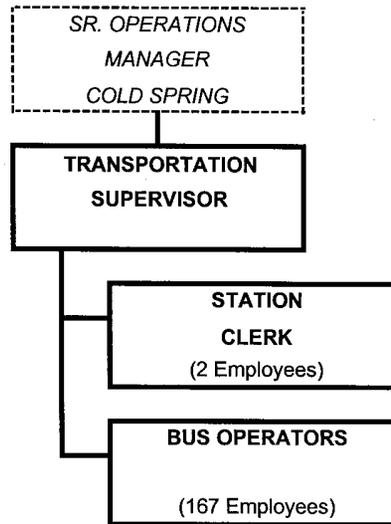 SR. OPERATIONS
MANAGER
COLD SPRING
TRANSPORTATION
SUPERVISOR
STATION
CLERK
(2 Employees)
BUS OPERATORS
(167 Employees)